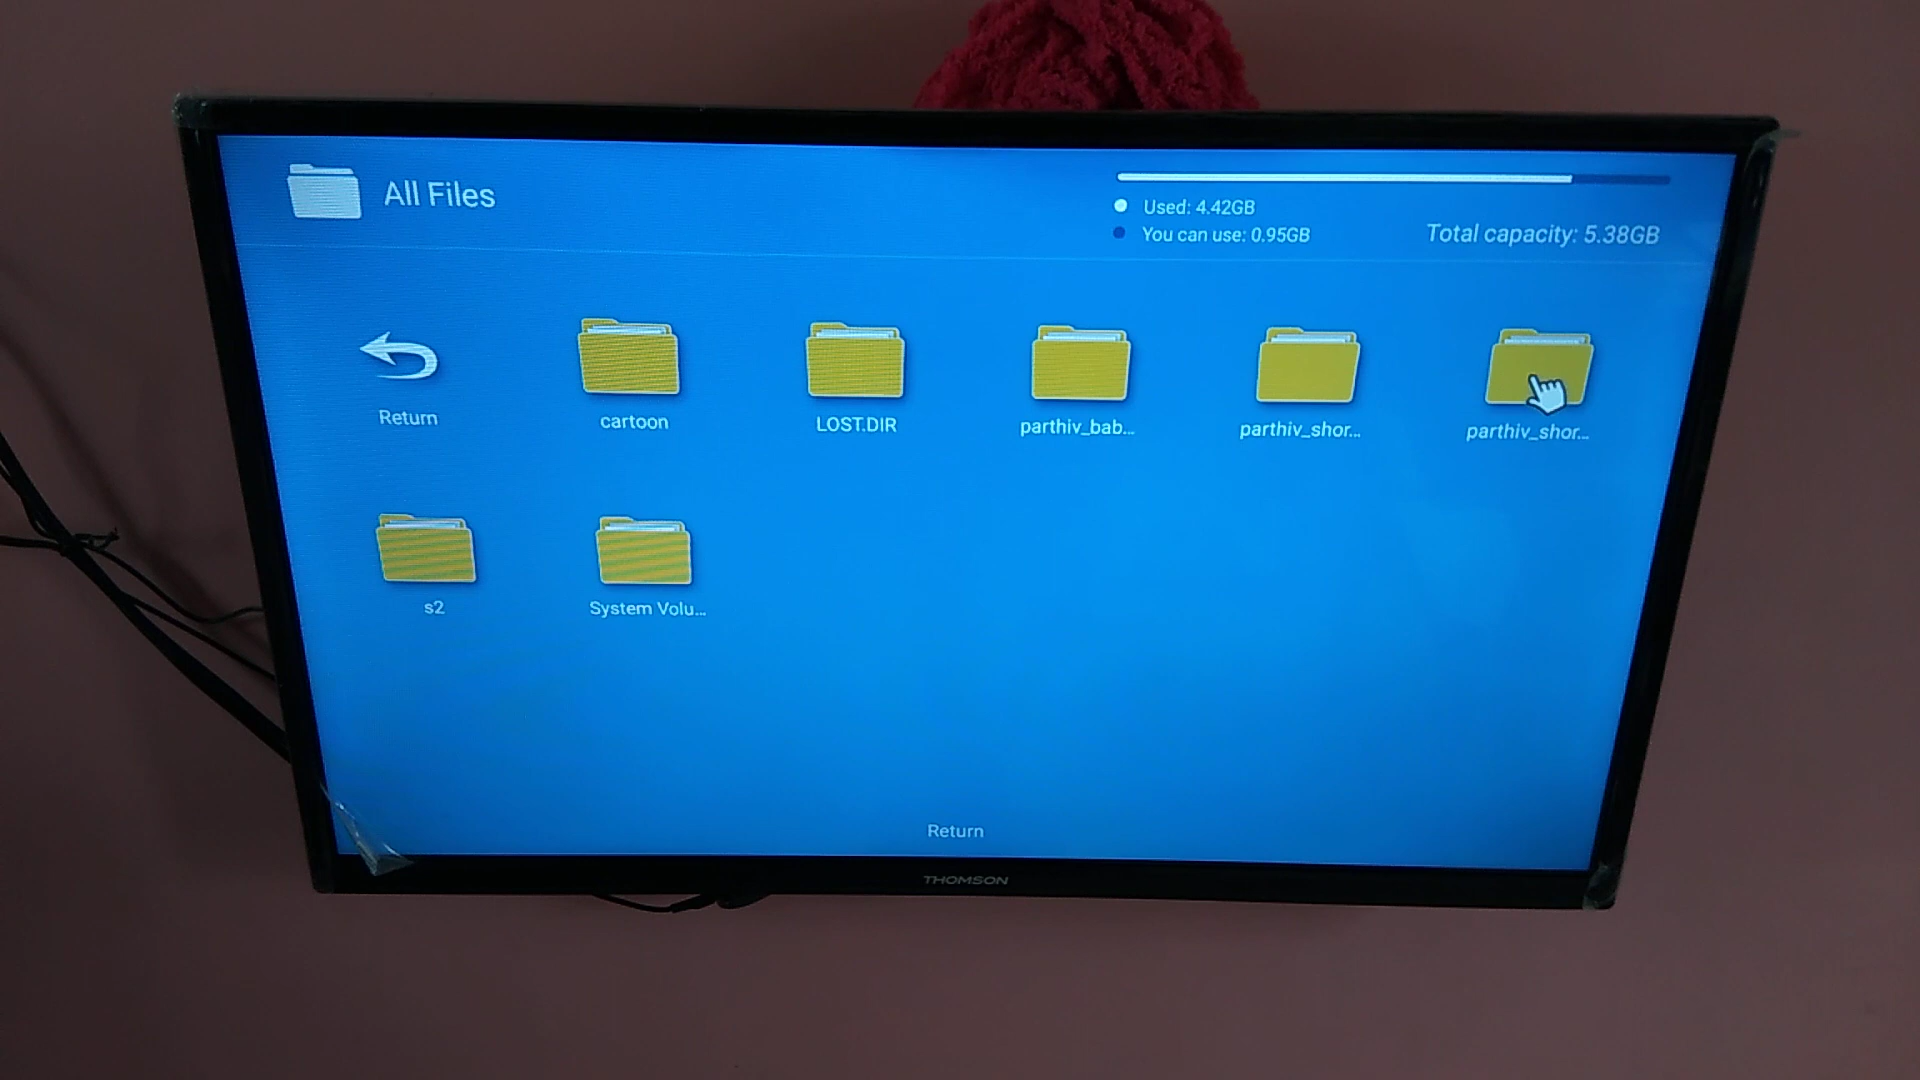 All Files
Used: 4.42GB
You can use: 0.95GB
Total capacity: 5.38GB
Return
cartoon
LOST.DIR
parthiv_bab...
parthiv_shor...
parthiv_shor...
s2
System Volu...
Return
THOMSON